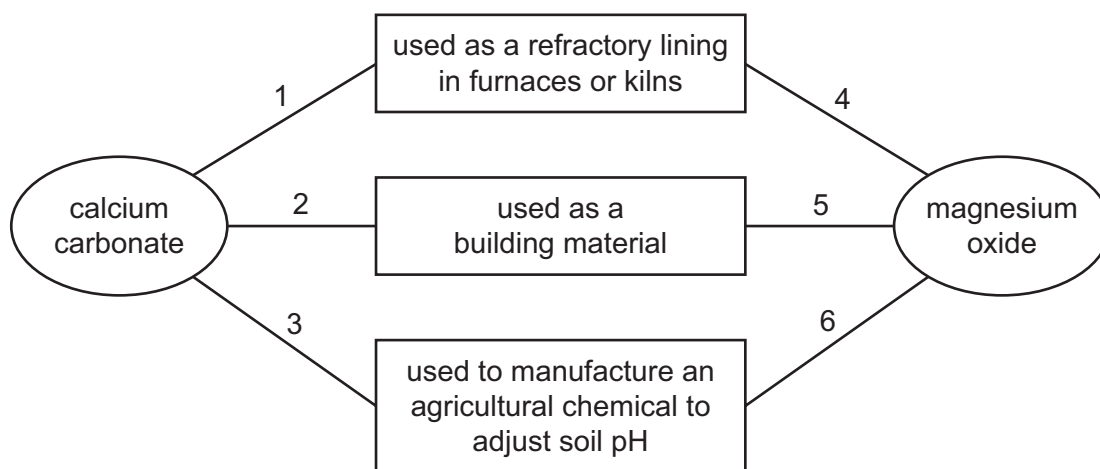 used as a refractory lining
in furnaces or kilns
1
4
calcium
carbonate
2
used as a
building material
5
magnesium
oxide
3
6
used to manufacture an
agricultural chemical to
adjust soil pH